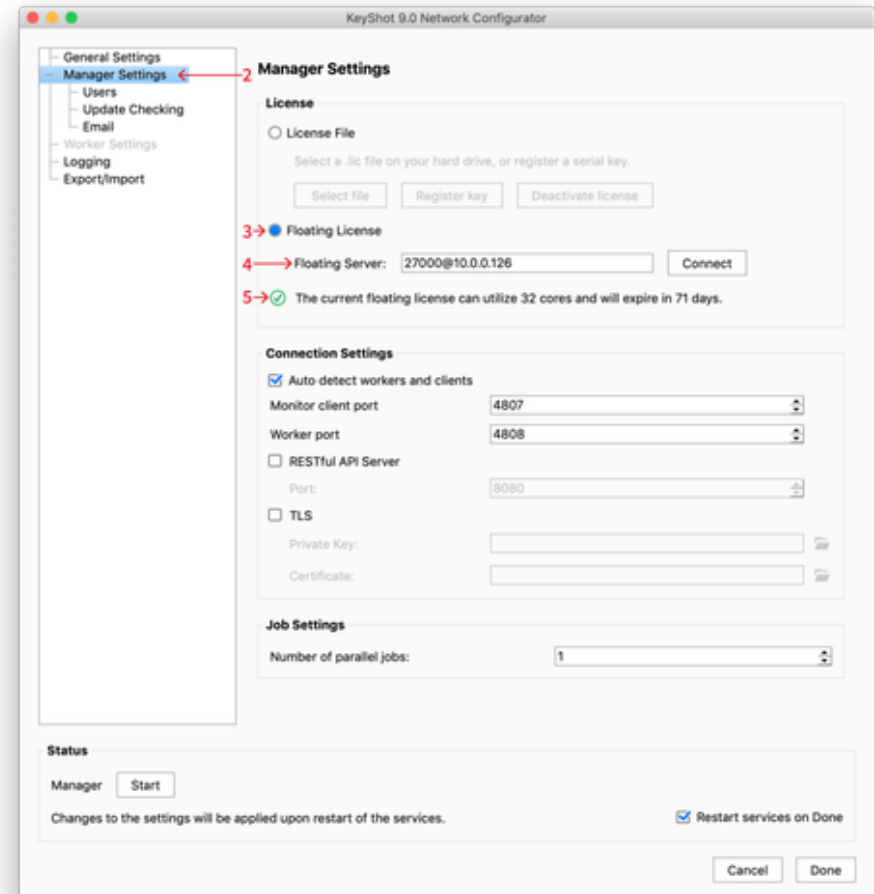 KeyShot 9.0 Network Configurator
General Settings
Manager Settings
Users
Update Checking
Email
Worker Settings
Logging
Export/Import
2
Manager Settings
License
License File
Select a .lic file on your hard drive, or register a serial key.
Select file Register key Deactivate license
3 Floating License
4 Floating Server: 27000@10.0.0.126 Connect
5 The current floating license can utilize 32 cores and will expire in 71 days.
Connection Settings
Auto detect workers and clients
Monitor client port 4807
Worker port 4808
RESTful API Server
Port: 8080
TLS
Private Key:
Certificate:
Job Settings
Number of parallel jobs: 1
Status
Manager Start
Changes to the settings will be applied upon restart of the services. Restart services on Done
Cancel Done